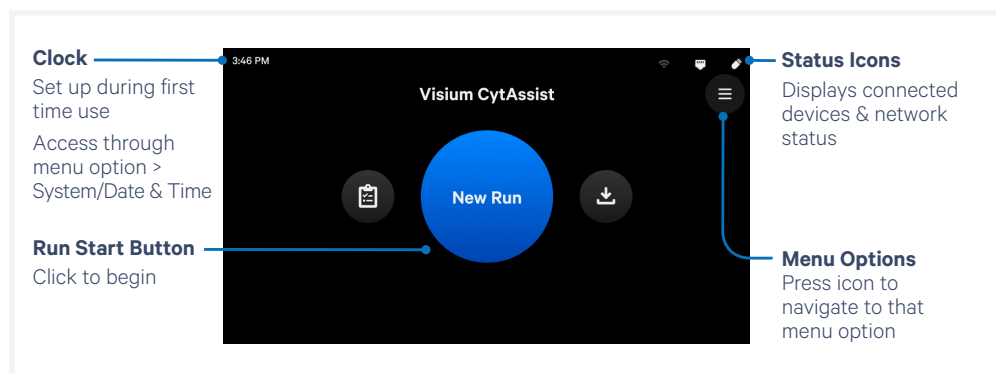 Clock
Set up during first
time use
Access through
menu option >
System/Date & Time
Run Start Button
Click to begin
3:46 PM
Visium CytAssist
New Run
Status Icons
Displays connected
devices & network
status
Menu Options
Press icon to
navigate to that
menu option